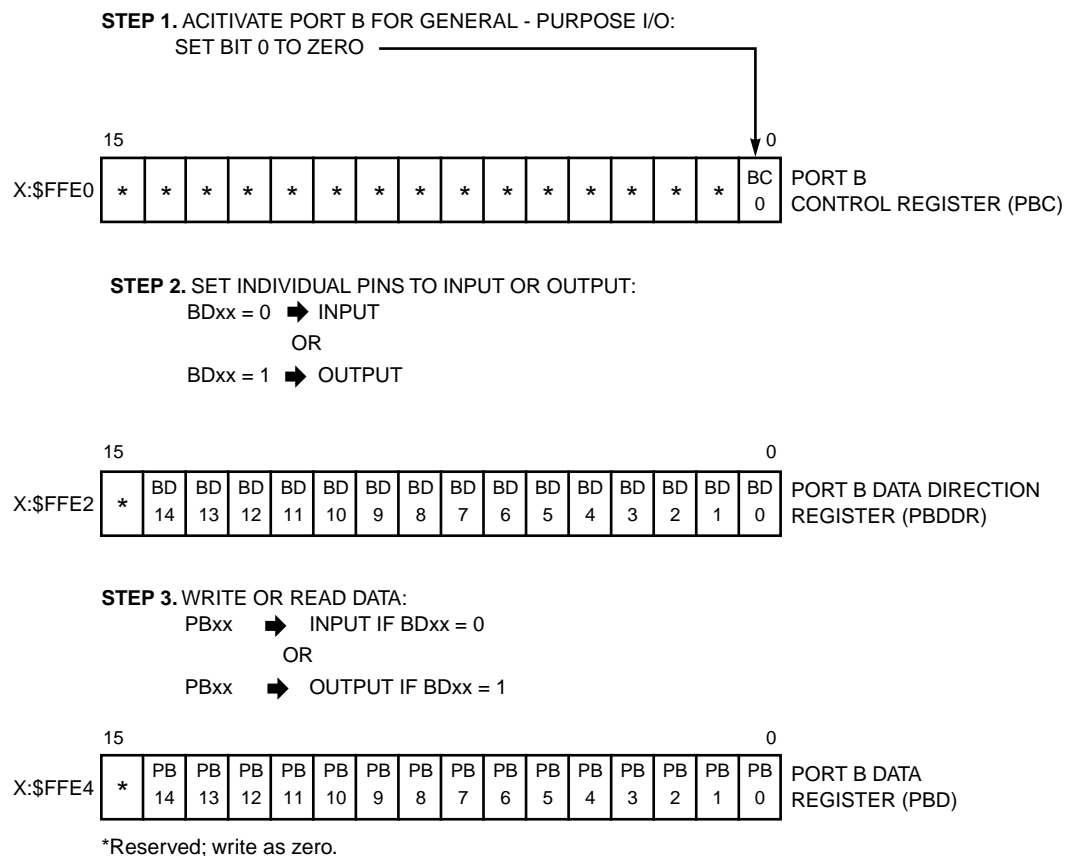 STEP 1. ACITIVATE PORT B FOR GENERAL - PURPOSE I/O:
SET BIT 0 TO ZERO
15 0
X:$FFE0 * * * * * * * * * * * * * * * BC 0 PORT B
CONTROL REGISTER (PBC)
STEP 2. SET INDIVIDUAL PINS TO INPUT OR OUTPUT:
BDxx = 0 ➡ INPUT
OR
BDxx = 1 ➡ OUTPUT
15 0
X:$FFE2 * BD 14 BD 13 BD 12 BD 11 BD 10 BD 9 BD 8 BD 7 BD 6 BD 5 BD 4 BD 3 BD 2 BD 1 BD 0 PORT B DATA DIRECTION
REGISTER (PBDDR)
STEP 3. WRITE OR READ DATA:
PBxx ➡ INPUT IF BDxx = 0
OR
PBxx ➡ OUTPUT IF BDxx = 1
15 0
X:$FFE4 * PB 14 PB 13 PB 12 PB 11 PB 10 PB 9 PB 8 PB 7 PB 6 PB 5 PB 4 PB 3 PB 2 PB 1 PB 0 PORT B DATA
REGISTER (PBD)
*Reserved; write as zero.